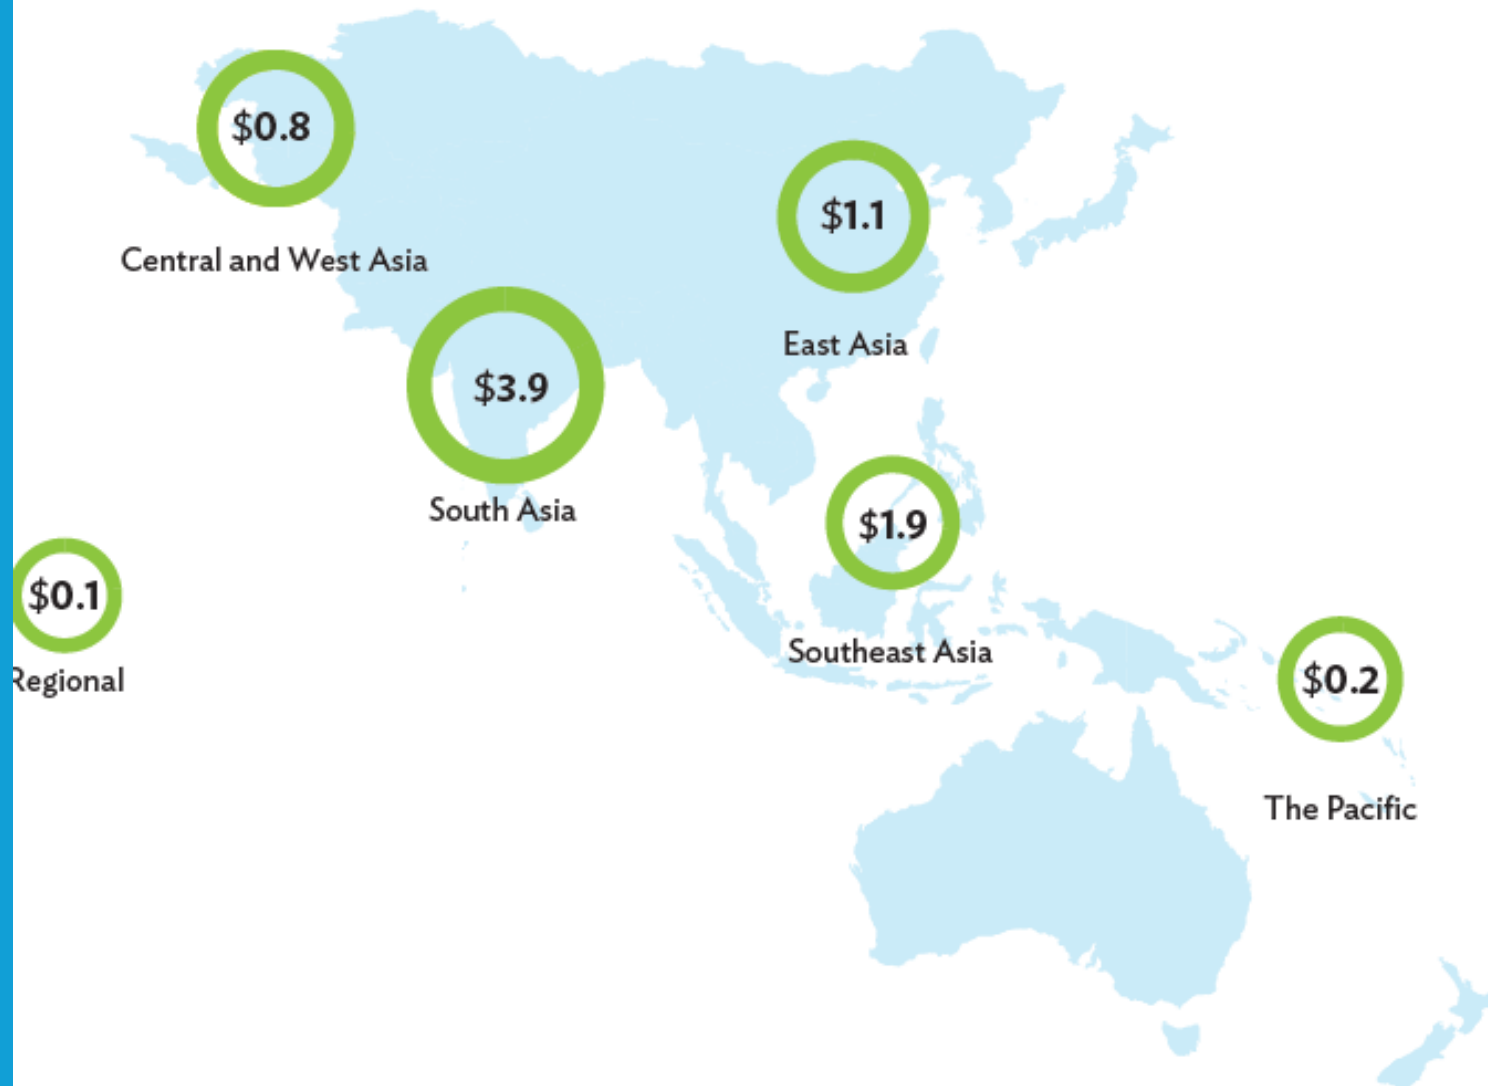 $0.8
Central and West Asia
$1.1
East Asia
$3.9
South Asia
$1.9
Southeast Asia
$0.1
Regional
$0.2
The Pacific